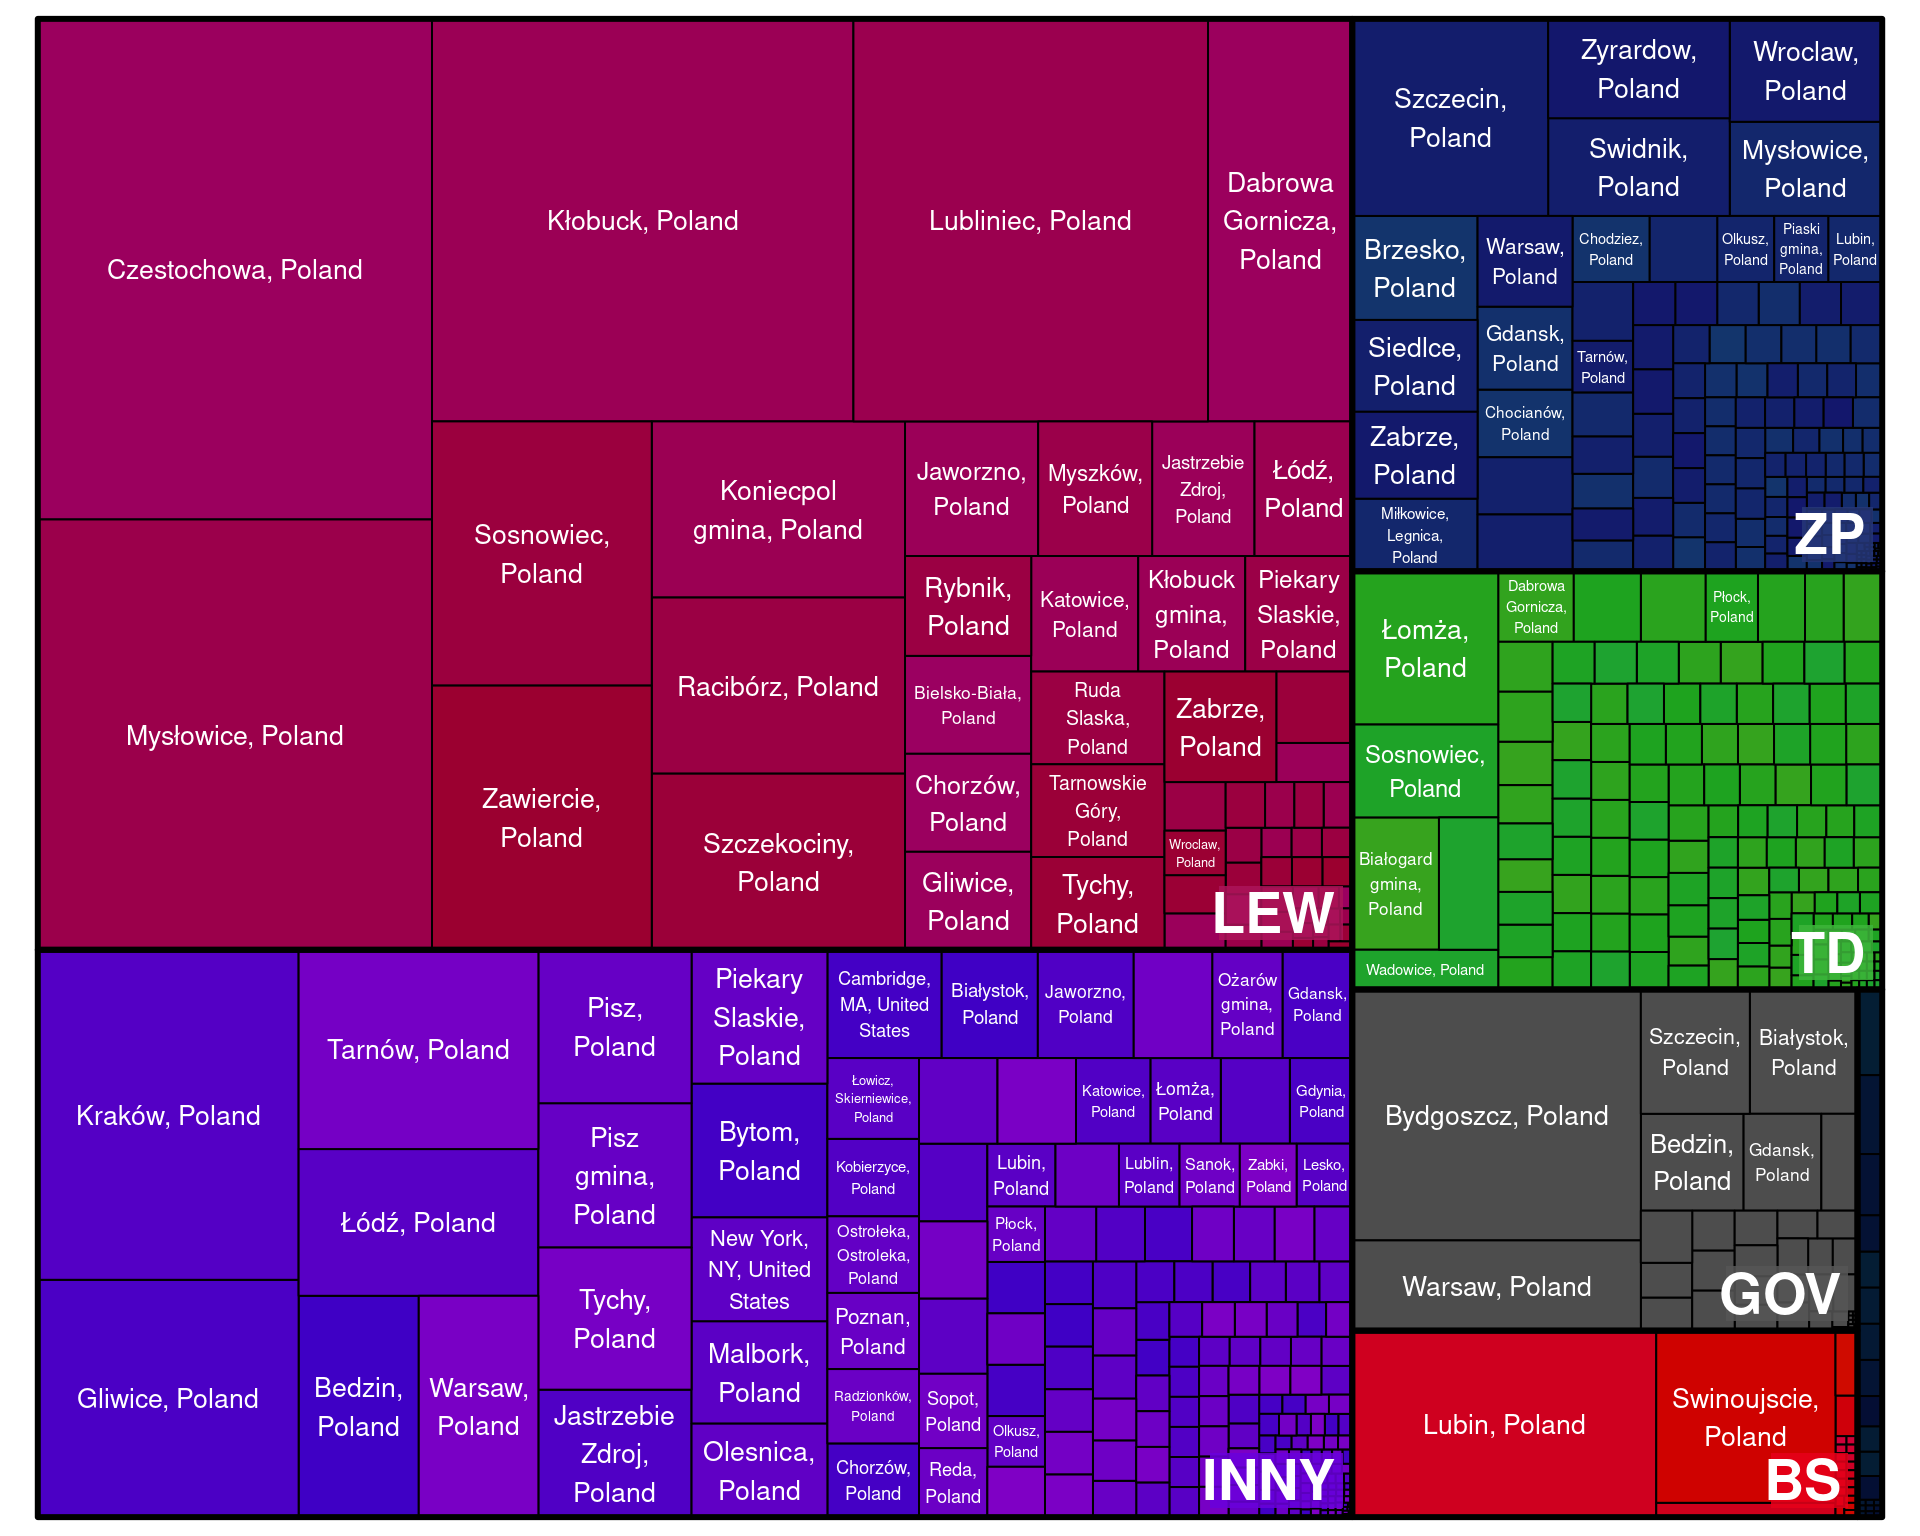 Czestochowa, Poland
Mysłowice, Poland
Kłobuck, Poland
Lubliniec, Poland
Dabrowa
Gornicza,
Poland
Sosnowiec,
Poland
Zawiercie,
Poland
Koniecpol
gmina, Poland
Racibórz, Poland
Szczekociny,
Poland
Jaworzno,
Poland
Myszków,
Poland
Jastrzebie
Zdroj,
Poland
Łódź,
Poland
Rybnik,
Poland
Bielsko-Biała,
Poland
Chorzów,
Poland
Gliwice,
Poland
Katowice,
Poland
Kłobuck
gmina,
Poland
Piekary
Slaskie,
Poland
Ruda
Slaska,
Poland
Tarnowskie
Góry,
Poland
Tychy,
Poland
Zabrze,
Poland
Wroclaw,
Poland
LEW
Szczecin,
Poland
Zyrardow,
Poland
Wroclaw,
Poland
Swidnik,
Poland
Mysłowice,
Poland
Brzesko,
Poland
Siedlce,
Poland
Zabrze,
Poland
Miłkowice,
Legnica,
Poland
Warsaw,
Poland
Gdansk,
Poland
Chocianów,
Poland
Chodziez,
Poland
Tarnów,
Poland
Olkusz,
Poland
Piaski
gmina,
Poland
Lubin,
Poland
ZP
Łomża,
Poland
Sosnowiec,
Poland
Białogard
gmina,
Poland
Wadowice, Poland
Dabrowa
Gornicza,
Poland
Płock,
Poland
TD
Kraków, Poland
Gliwice, Poland
Tarnów, Poland
Łódź, Poland
Bedzin,
Poland
Warsaw,
Poland
Pisz,
Poland
Pisz
gmina,
Poland
Tychy,
Poland
Jastrzebie
Zdroj,
Poland
Piekary
Slaskie,
Poland
Bytom,
Poland
New York,
NY, United
States
Malbork,
Poland
Olesnica,
Poland
Cambridge,
MA, United
States
Białystok,
Poland
Jaworzno,
Poland
Ożarów
gmina,
Poland
Gdansk,
Poland
Łowicz,
Skierniewice,
Poland
Kobierzyce,
Poland
Ostrołeka,
Ostroleka,
Poland
Poznan,
Poland
Radzionków,
Poland
Chorzów,
Poland
Katowice,
Poland
Łomża,
Poland
Gdynia,
Poland
Lubin,
Poland
Lublin,
Poland
Sanok,
Poland
Zabki,
Poland
Lesko,
Poland
Płock,
Poland
Sopot,
Poland
Reda,
Poland
Olkusz,
Poland
INNY
Bydgoszcz, Poland
Warsaw, Poland
Szczecin,
Poland
Białystok,
Poland
Bedzin,
Poland
Gdansk,
Poland
GOV
Lubin, Poland
Swinoujscie,
Poland
BS